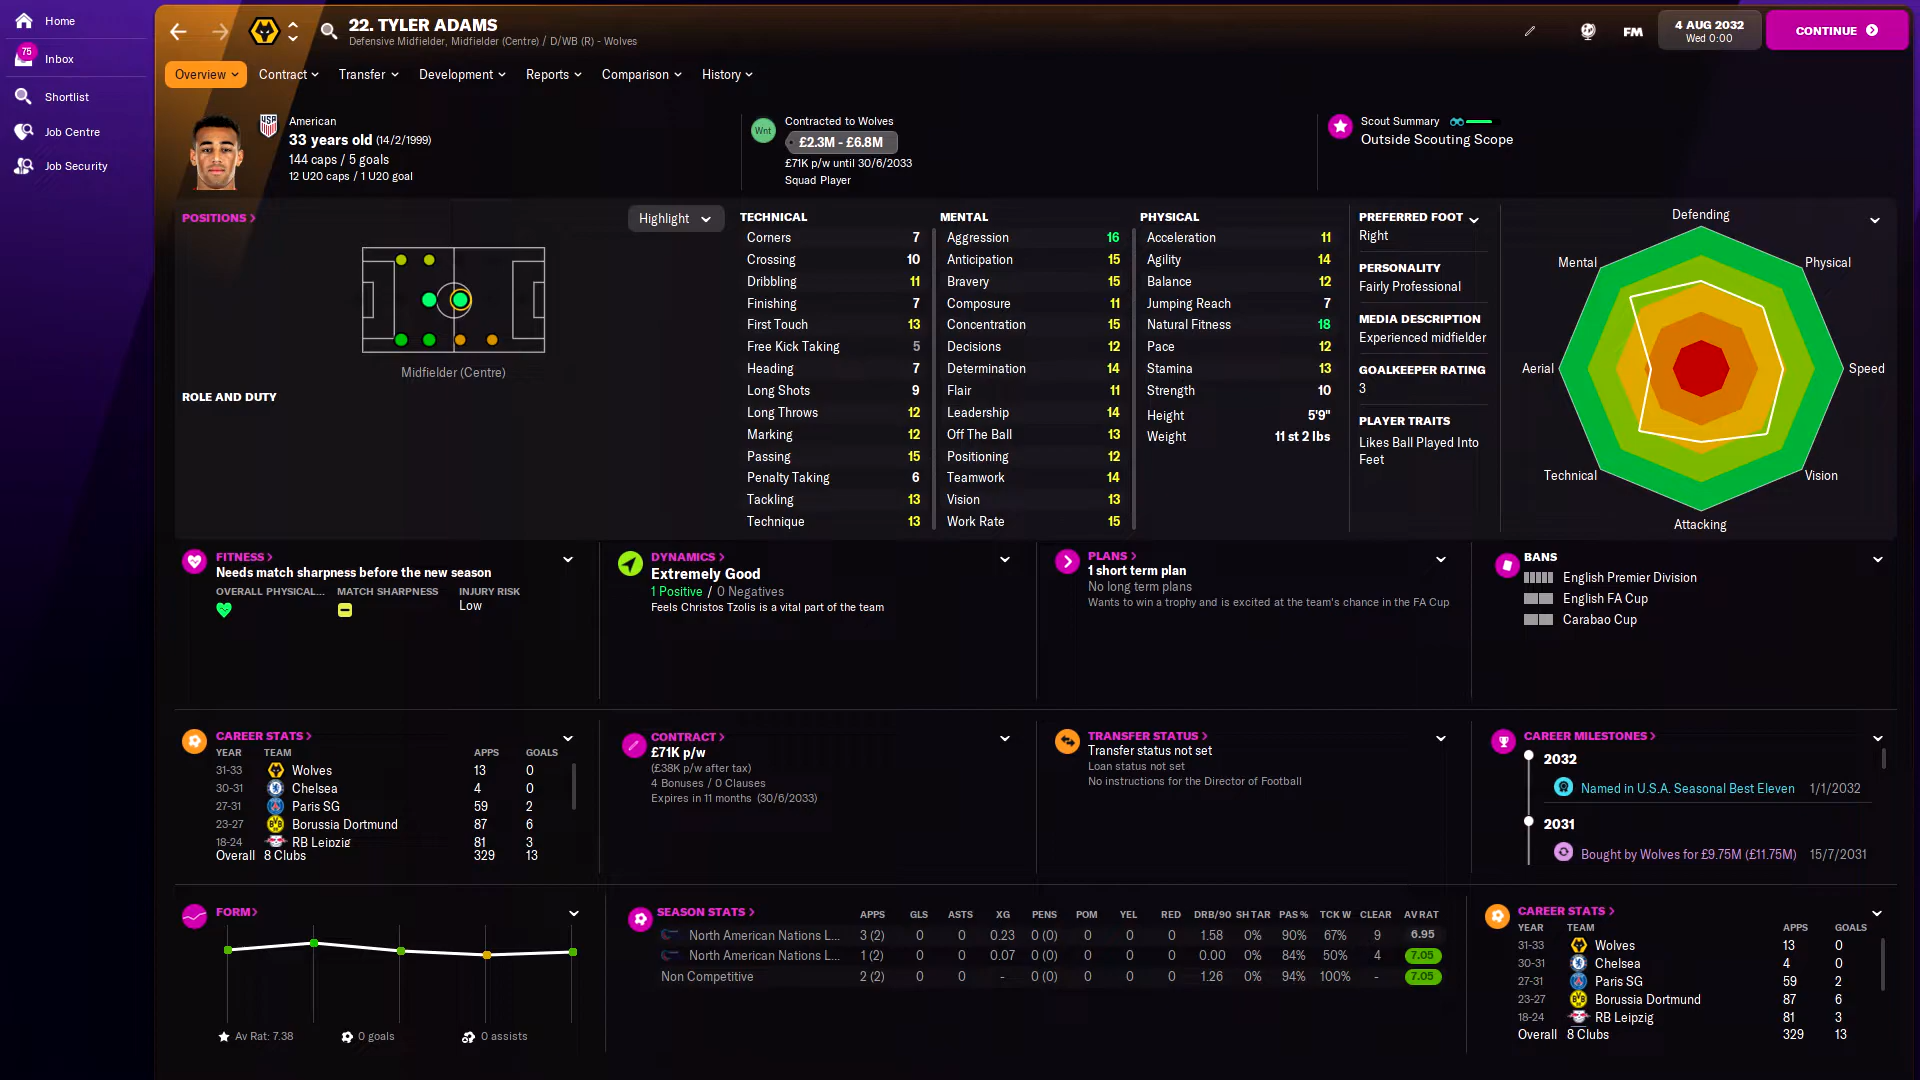 Home
75
Inbox
Shortlist
Job Centre
Job Security
22. TYLER ADAMS
Defensive Midfielder, Midfielder (Centre) / D/WB (R) - Wolves
FM
4 AUG 2032
Wed 0:00
CONTINUE
Overview
Contract
Transfer
Development
Reports
Comparison
History
American
33 years old (14/2/1999)
144 caps / 5 goals
12 U20 caps / 1 U20 goal
Wnt
Contracted to Wolves
£2.3M - £6.8M
£71K p/w until 30/6/2033
Squad Player
Scout Summary
Outside Scouting Scope
POSITIONS
Highlight
Midfielder (Centre)
ROLE AND DUTY
TECHNICAL
Corners 7
Crossing 10
Dribbling 11
Finishing 7
First Touch 13
Free Kick Taking 5
Heading 7
Long Shots 9
Long Throws 12
Marking 12
Passing 15
Penalty Taking 6
Tackling 13
Technique 13
MENTAL
Aggression 16
Anticipation 15
Bravery 15
Composure 11
Concentration 15
Decisions 12
Determination 14
Flair 11
Leadership 14
Off The Ball 13
Positioning 12
Teamwork 14
Vision 13
Work Rate 15
PHYSICAL
Acceleration 11
Agility 14
Balance 12
Jumping Reach 7
Natural Fitness 18
Pace 12
Stamina 13
Strength 10
Height 5'9"
Weight 11 st 2 lbs
PREFERRED FOOT
Right
PERSONALITY
Fairly Professional
MEDIA DESCRIPTION
Experienced midfielder
GOALKEEPER RATING
3
PLAYER TRAITS
Likes Ball Played Into
Feet
Defending
Mental
Physical
Aerial
Speed
Technical
Vision
Attacking
FITNESS
Needs match sharpness before the new season
OVERALL PHYSICAL... MATCH SHARPNESS INJURY RISK
Low
DYNAMICS
Extremely Good
1 Positive / 0 Negatives
Feels Christos Tzolis is a vital part of the team
PLANS
1 short term plan
No long term plans
Wants to win a trophy and is excited at the team's chance in the FA Cup
BANS
English Premier Division
English FA Cup
Carabao Cup
CAREER STATS
YEAR TEAM APPS GOALS
31-33 Wolves 13 0
30-31 Chelsea 4 0
27-31 Paris SG 59 2
23-27 Borussia Dortmund 87 6
18-24 RB Leipzig 81 3
Overall 8 Clubs 329 13
CONTRACT
£71K p/w
(£38K p/w after tax)
4 Bonuses / 0 Clauses
Expires in 11 months (30/6/2033)
TRANSFER STATUS
Transfer status not set
Loan status not set
No instructions for the Director of Football
CAREER MILESTONES
2032
Named in U.S.A. Seasonal Best Eleven 1/1/2032
2031
Bought by Wolves for £9.75M (£11.75M) 15/7/2031
FORM
Av Rat: 7.38
0 goals
0 assists
SEASON STATS APPS GLS ASTS XG PENS POM YEL RED DRB/90 SH TAR PAS % TCK W CLEAR AV RAT
North American Nations L... 3 (2) 0 0 0.23 0 (0) 0 0 0 1.58 0% 90% 67% 9 6.95
North American Nations L... 1 (2) 0 0 0.07 0 (0) 0 0 0 0.00 0% 84% 50% 4 7.05
Non Competitive 2 (2) 0 0 - 0 (0) 0 0 0 1.26 0% 94% 100% - 7.05
CAREER STATS
YEAR TEAM APPS GOALS
31-33 Wolves 13 0
30-31 Chelsea 4 0
27-31 Paris SG 59 2
23-27 Borussia Dortmund 87 6
18-24 RB Leipzig 81 3
Overall 8 Clubs 329 13